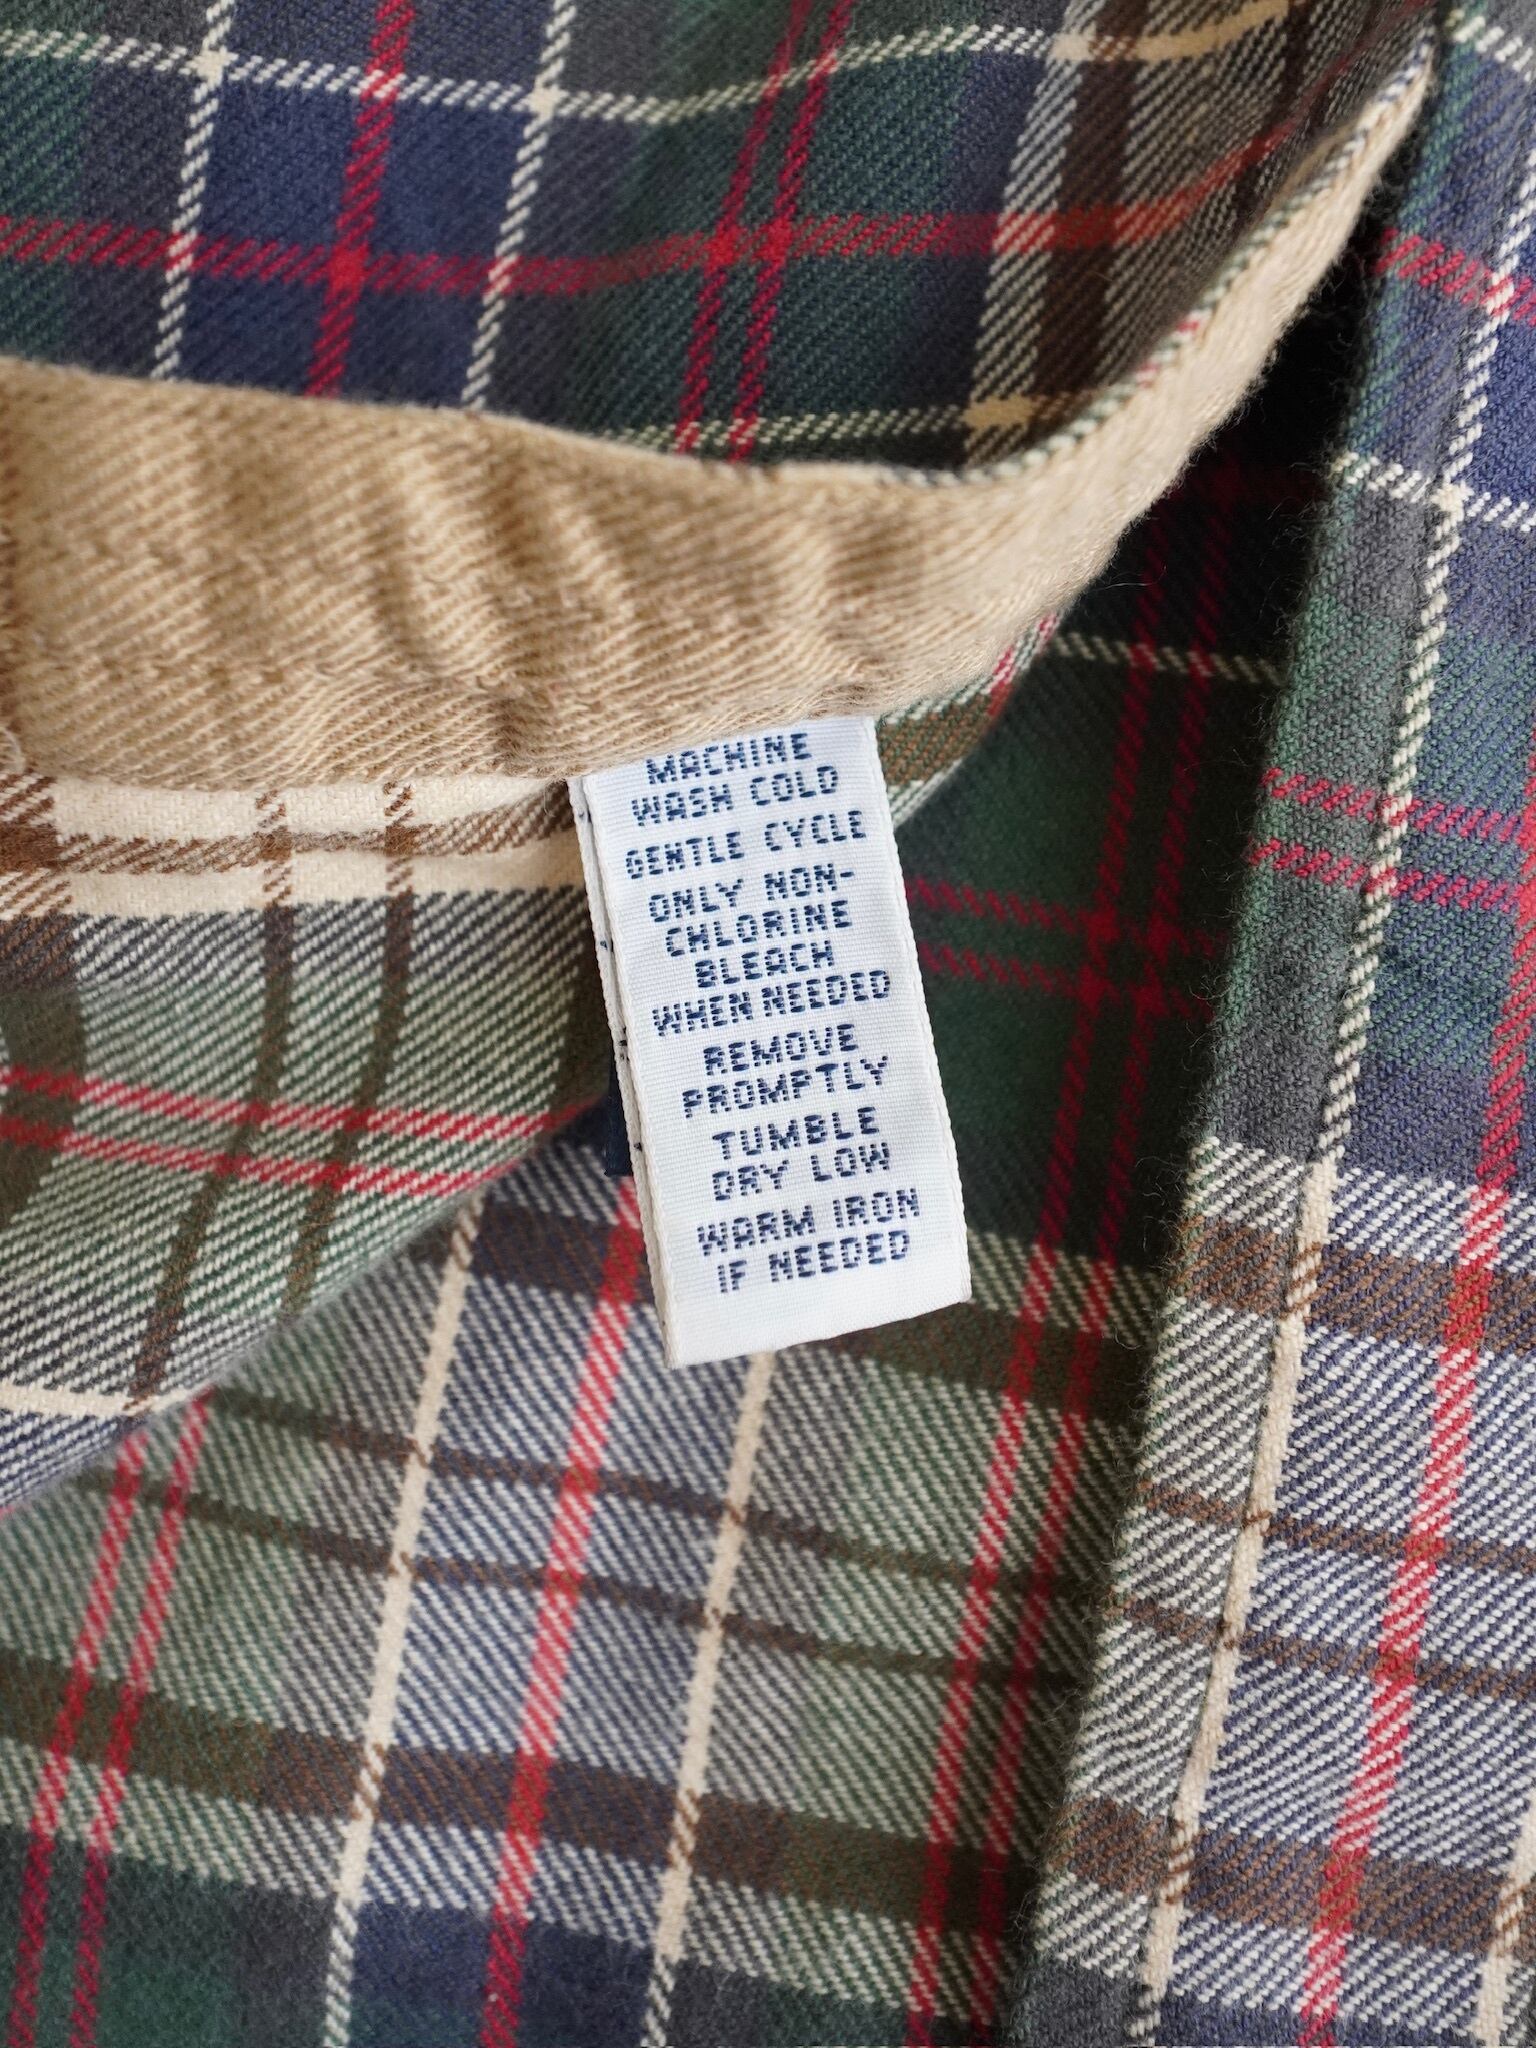 MACHINE
WASH COLD
GENTLE CYCLE
ONLY NON-
CHLORINE
BLEACH
WHEN NEEDED
REMOVE
PROMPTLY
TUMBLE
DRY LOW
WARM IRON
IF NEEDED